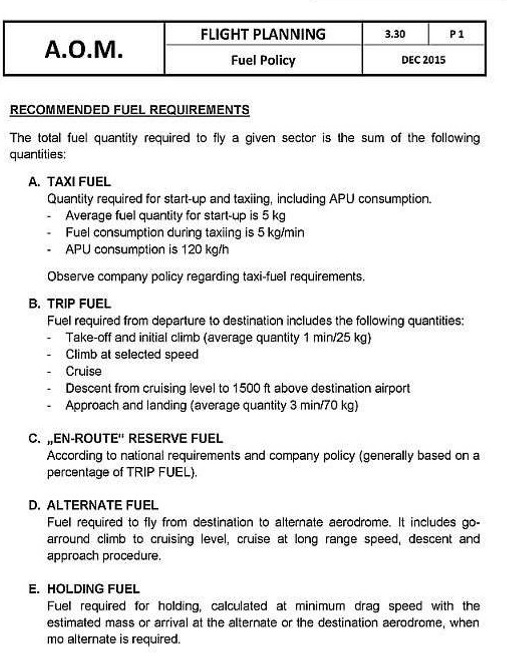 A.O.M.
FLIGHT PLANNING
3.30
P 1
Fuel Policy
DEC 2015
RECOMMENDED FUEL REQUIREMENTS
The total fuel quantity required to fly a given sector is the sum of the following
quantities:
A. TAXI FUEL
Quantity required for start-up and taxiing, including APU consumption.
- Average fuel quantity for start-up is 5 kg
- Fuel consumption during taxiing is 5 kg/min
- APU consumption is 120 kg/h
Observe company policy regarding taxi-fuel requirements.
B. TRIP FUEL
Fuel required from departure to destination includes the following quantities:
- Take-off and initial climb (average quantity 1 min/25 kg)
- Climb at selected speed
- Cruise
- Descent from cruising level to 1500 ft above destination airport
- Approach and landing (average quantity 3 min/70 kg)
C. „EN-ROUTE" RESERVE FUEL
According to national requirements and company policy (generally based on a
percentage of TRIP FUEL).
D. ALTERNATE FUEL
Fuel required to fly from destination to alternate aerodrome. It includes go-
arround climb to cruising level, cruise at long range speed, descent and
approach procedure.
E. HOLDING FUEL
Fuel required for holding, calculated at minimum drag speed with the
estimated mass or arrival at the alternate or the destination aerodrome, when
mo alternate is required.